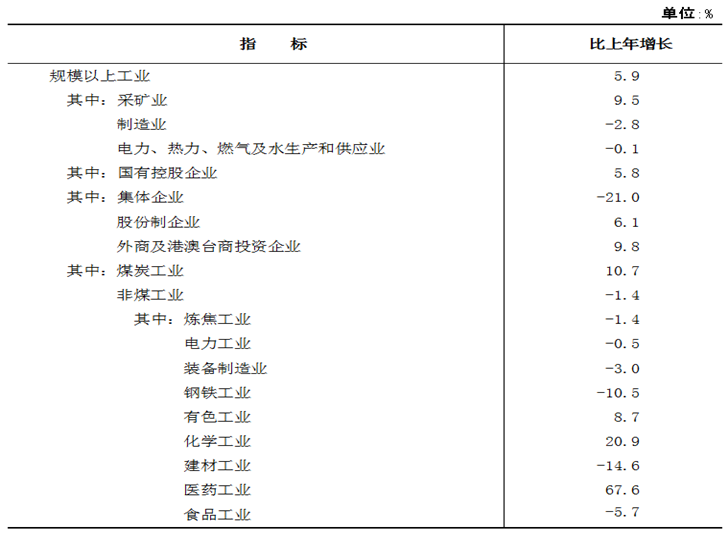 单位:%
指 标 比上年增长
规模以上工业 5.9
其中：采矿业 9.5
制造业 -2.8
电力、热力、燃气及水生产和供应业 -0.1
其中：国有控股企业 5.8
其中：集体企业 -21.0
股份制企业 6.1
外商及港澳台商投资企业 9.8
其中：煤炭工业 10.7
非煤工业 -1.4
其中：炼焦工业 -1.4
电力工业 -0.5
装备制造业 -3.0
钢铁工业 -10.5
有色工业 8.7
化学工业 20.9
建材工业 -14.6
医药工业 67.6
食品工业 -5.7